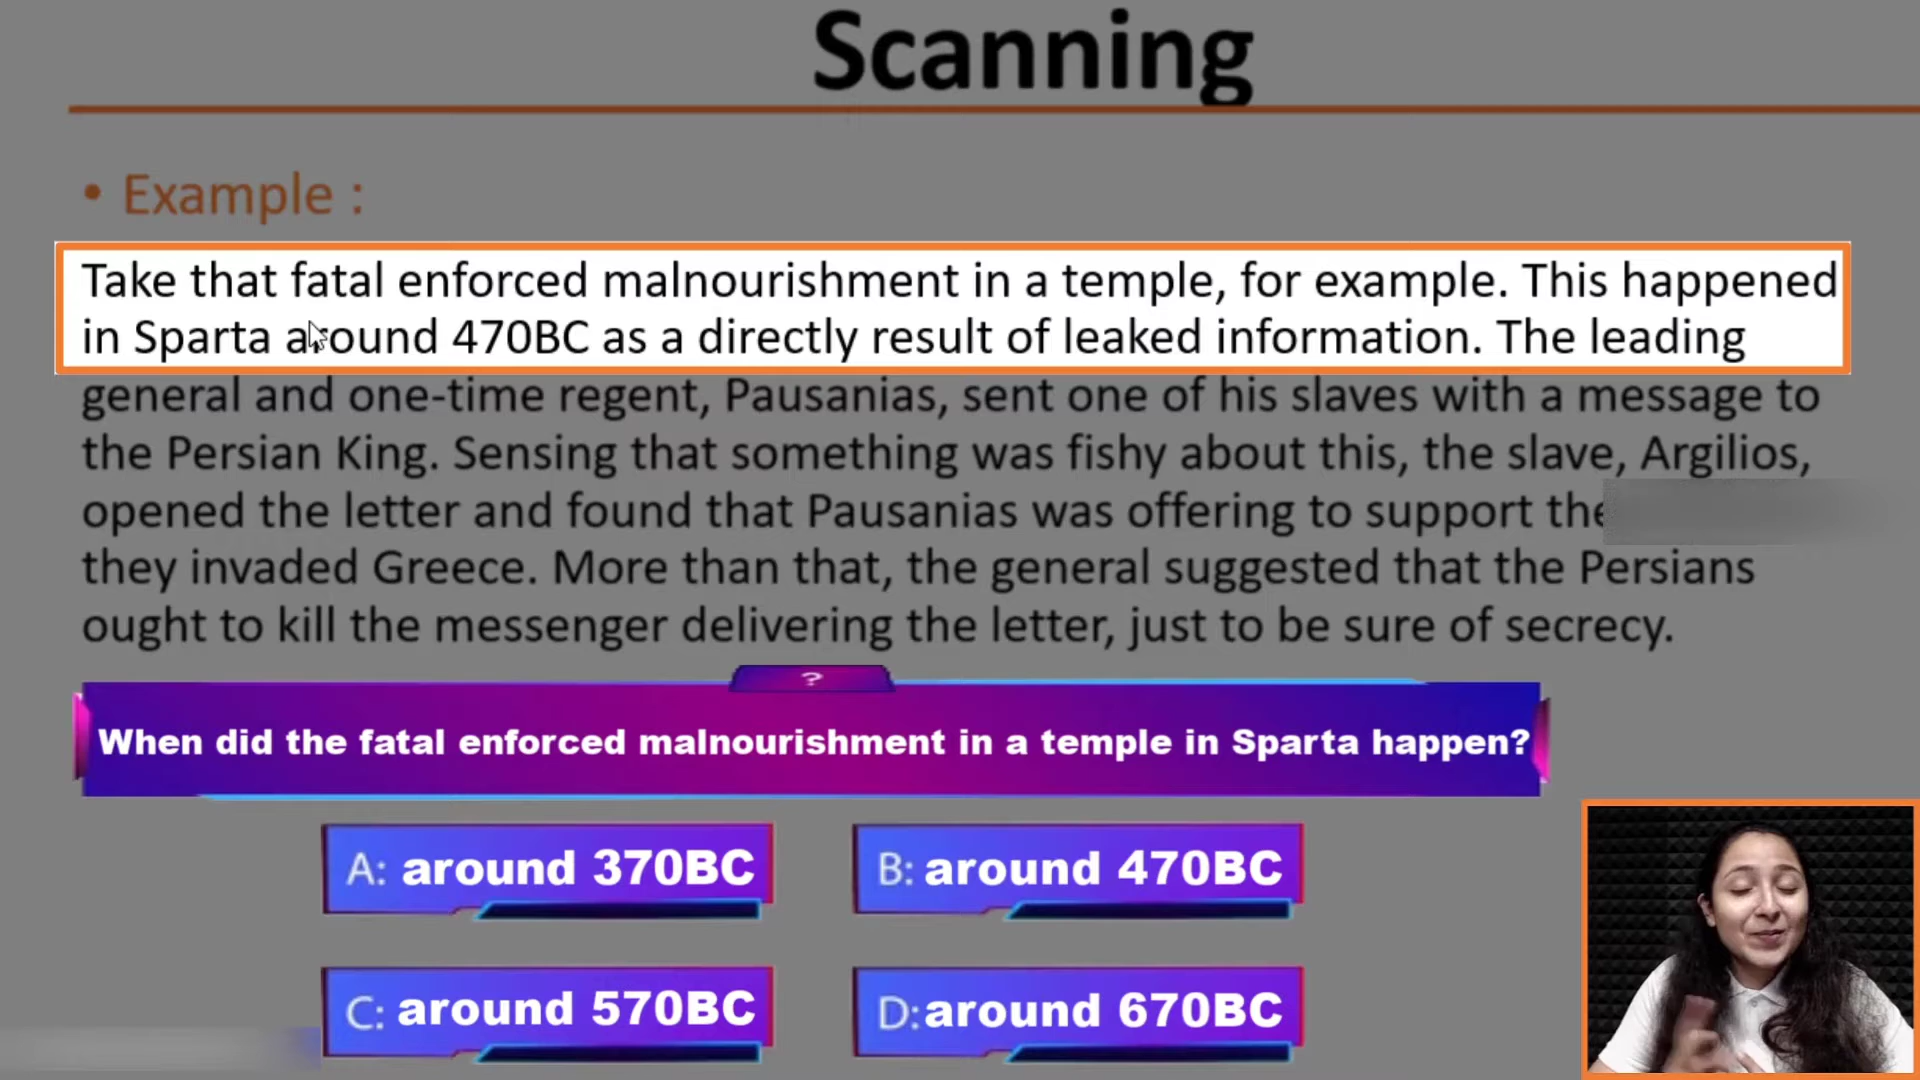 Scanning
• Example :
Take that fatal enforced malnourishment in a temple, for example. This happened
in Sparta around 470BC as a directly result of leaked information. The leading
general and one-time regent, Pausanias, sent one of his slaves with a message to
the Persian King. Sensing that something was fishy about this, the slave, Argilios,
opened the letter and found that Pausanias was offering to support the
they invaded Greece. More than that, the general suggested that the Persians
ought to kill the messenger delivering the letter, just to be sure of secrecy.
?
When did the fatal enforced malnourishment in a temple in Sparta happen?
A: around 370BC
B: around 470BC
C: around 570BC
D: around 670BC